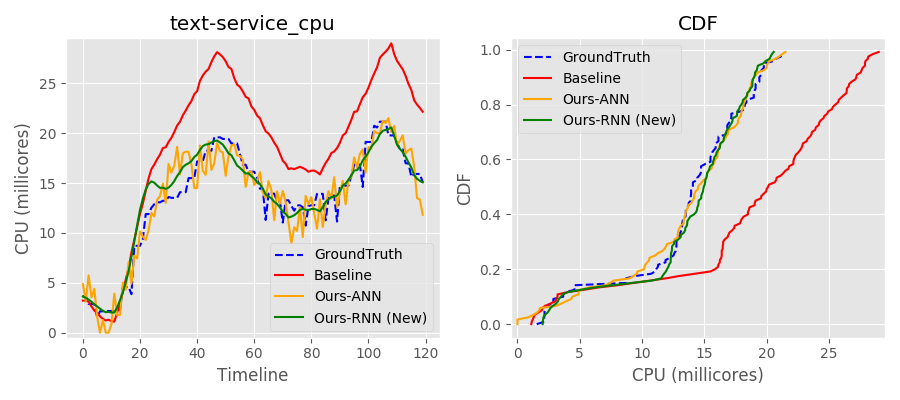 text-service_cpu
CPU (millicores)
25
20
15
10
5
0
0
20
40
60
80
100
120
Timeline
GroundTruth
Baseline
Ours-ANN
Ours-RNN (New)
CDF
CDF
1.0
0.8
0.6
0.4
0.2
0.0
0
5
10
15
20
25
CPU (millicores)
GroundTruth
Baseline
Ours-ANN
Ours-RNN (New)